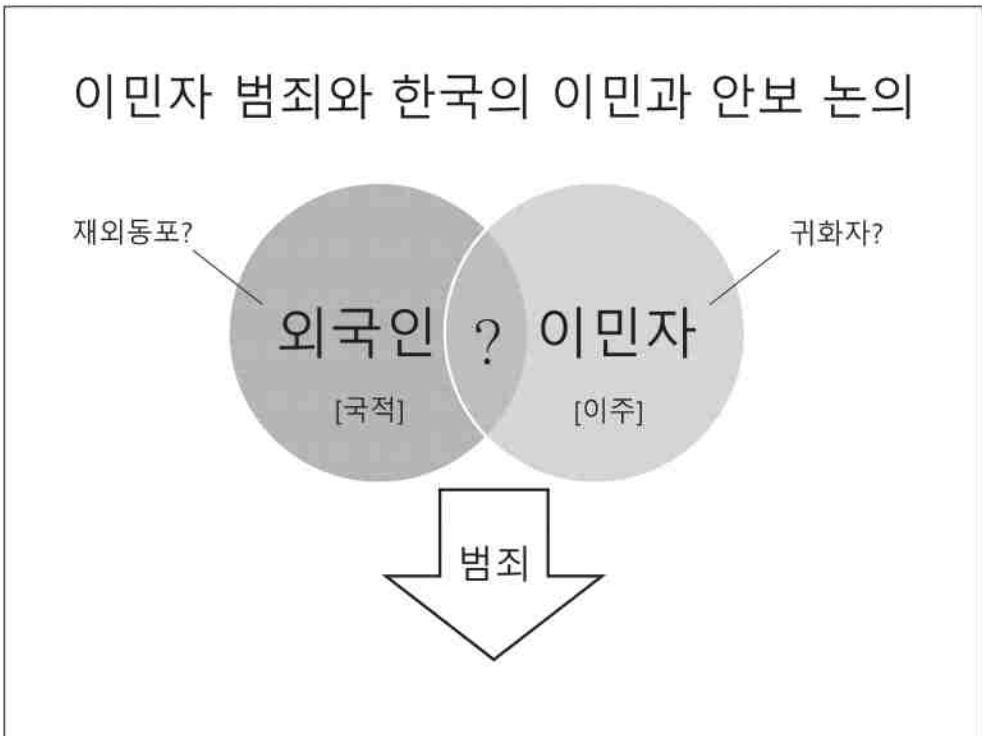 이민자 범죄와 한국의 이민과 안보 논의
재외동포?
귀화자?
외국인 ? 이민자
[국적] [이주]
범죄